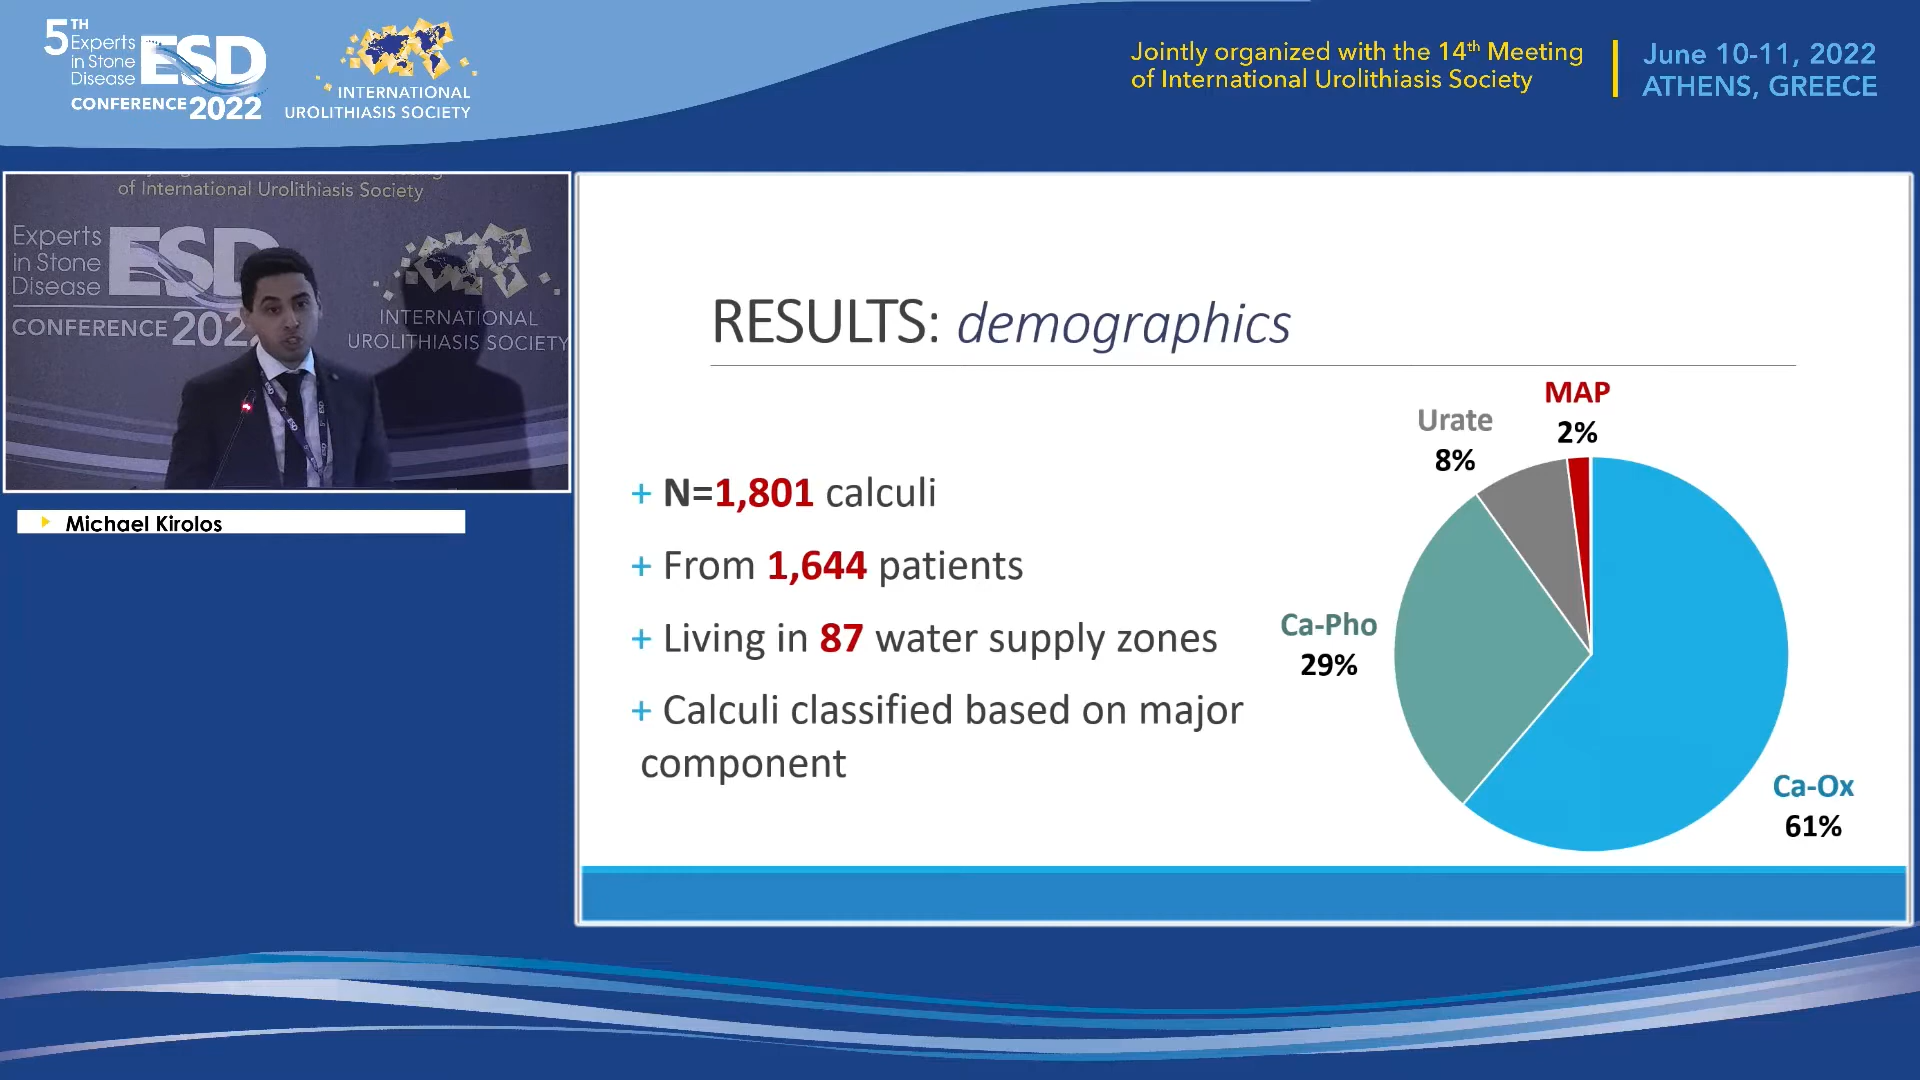 5TH
Experts
in Stone
Disease
ESD
CONFERENCE 2022
INTERNATIONAL
UROLITHIASIS SOCIETY
Jointly organized with the 14th Meeting
of International Urolithiasis Society
June 10-11, 2022
ATHENS, GREECE
of International Urolithiasis Society
Experts
in Stone
Disease
ESD
CONFERENCE 202
INTERNATIONAL
UROLITHIASIS SOCIETY
Michael Kirolos
RESULTS: demographics
+ N=1,801 calculi
+ From 1,644 patients
+ Living in 87 water supply zones
+ Calculi classified based on major
component
MAP
2%
Urate
8%
Ca-Pho
29%
Ca-Ox
61%